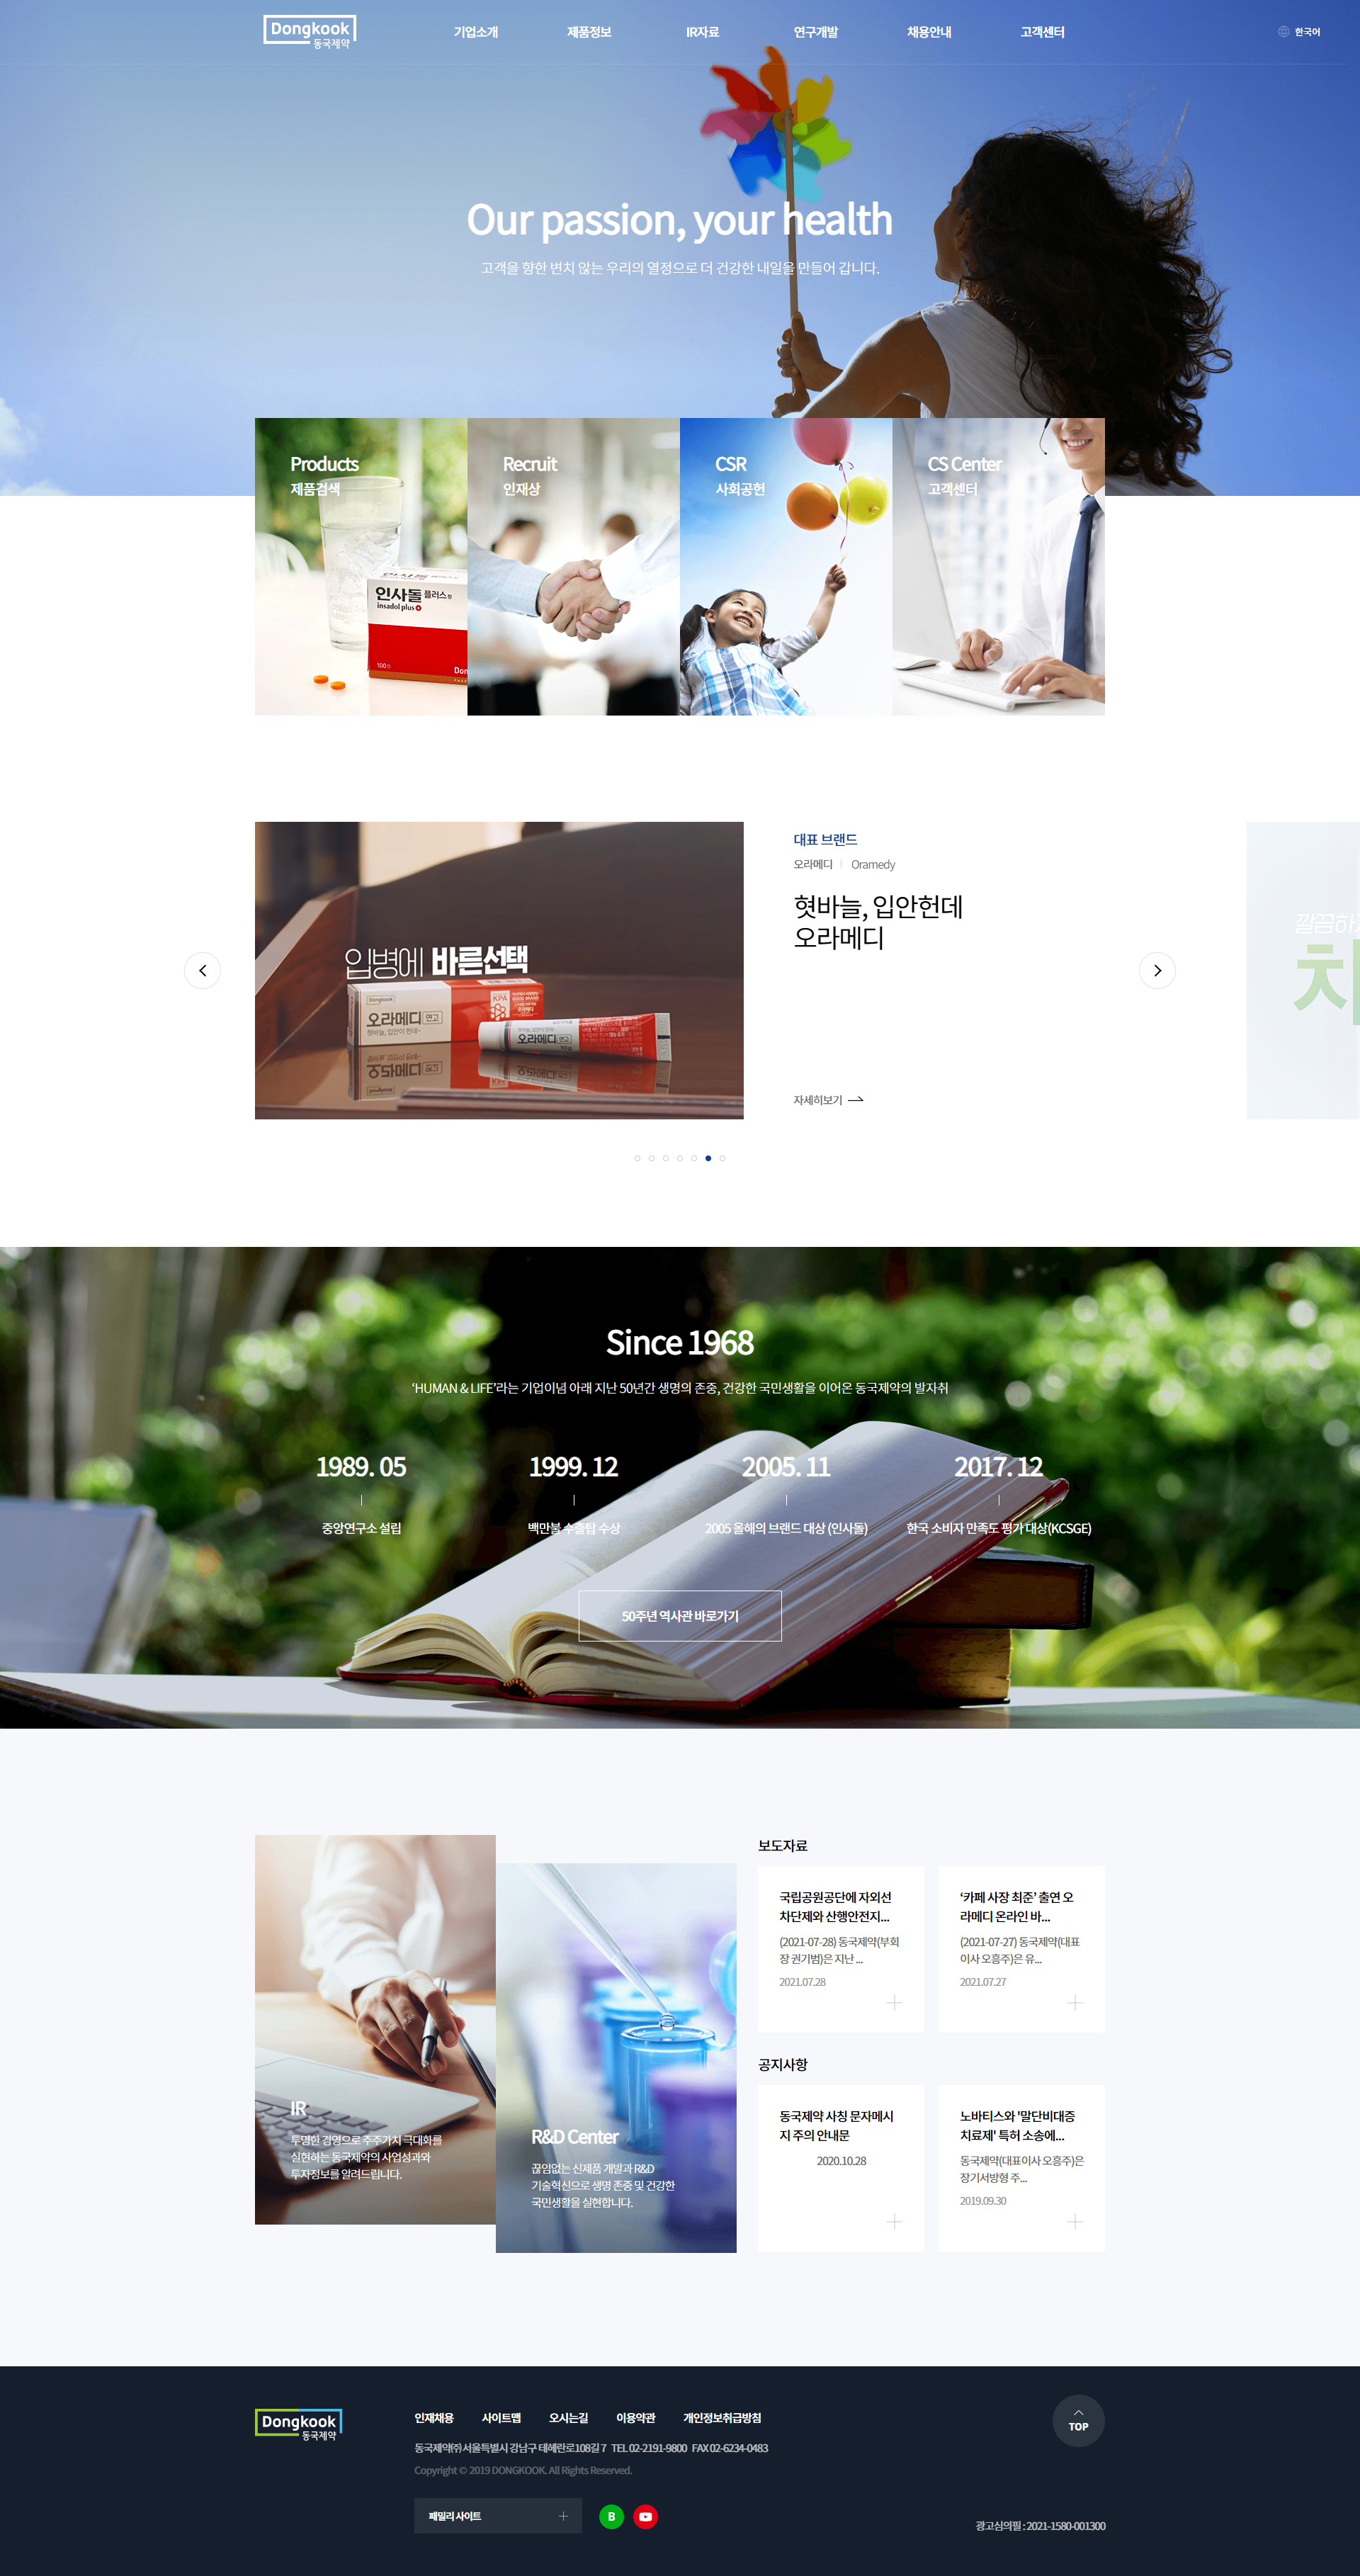 Dongkook
동국제약
기업소개
제품정보
IR자료
연구개발
채용안내
고객센터
한국어
Our passion, your health
고객을 향한 변치 않는 우리의 열정으로 더 건강한 내일을 만들어 갑니다.
Products
제품검색
Recruit
인재상
CSR
사회공헌
CS Center
고객센터
인사돌 플러스정
insadol plus
100정
Don
대표 브랜드
오라메디 | Oramedy
혓바늘, 입안헌데
오라메디
자세히보기
입병에 바른선택
Dongkook
KPA
GOOD BRAND
오라메디 연고
혓바늘, 입안이 헌데~
오라메디 연고
깔끔하게
치
Since 1968
‘HUMAN & LIFE’라는 기업이념 아래 지난 50년간 생명의 존중, 건강한 국민생활을 이어온 동국제약의 발자취
1989. 05
중앙연구소 설립
1999. 12
백만불 수출탑 수상
2005. 11
2005 올해의 브랜드 대상 (인사돌)
2017. 12
한국 소비자 만족도 평가 대상(KCSGE)
50주년 역사관 바로가기
IR
투명한 경영으로 주주가치 극대화를
실현하는 동국제약의 사업성과와
투자정보를 알려드립니다.
R&D Center
끊임없는 신제품 개발과 R&D
기술혁신으로 생명 존중 및 건강한
국민생활을 실현합니다.
보도자료
국립공원공단에 자외선
차단제와 산행안전지...
(2021-07-28) 동국제약(부회
장 권기범)은 지난 ...
2021.07.28
‘카페 사장 최준’ 출연 오
라메디 온라인 바...
(2021-07-27) 동국제약(대표
이사 오흥주)은 유...
2021.07.27
공지사항
동국제약 사칭 문자메시
지 주의 안내문
2020.10.28
노바티스와 '말단비대증
치료제' 특허 소송에...
동국제약(대표이사 오흥주)은
장기서방형 주...
2019.09.30
Dongkook
동국제약
인재채용
사이트맵
오시는길
이용약관
개인정보취급방침
동국제약㈜ 서울특별시 강남구 테헤란로108길 7 TEL 02-2191-9800 FAX 02-6234-0483
Copyright © 2019 DONGKOOK. All Rights Reserved.
패밀리 사이트
B
TOP
광고심의필 : 2021-1580-001300